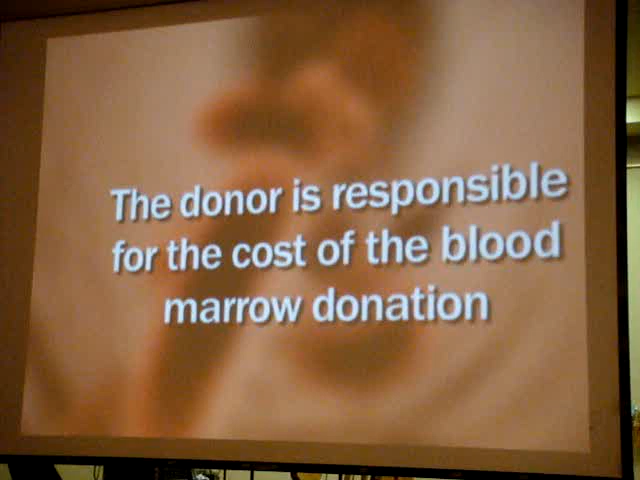 The donor is responsible
for the cost of the blood
marrow donation